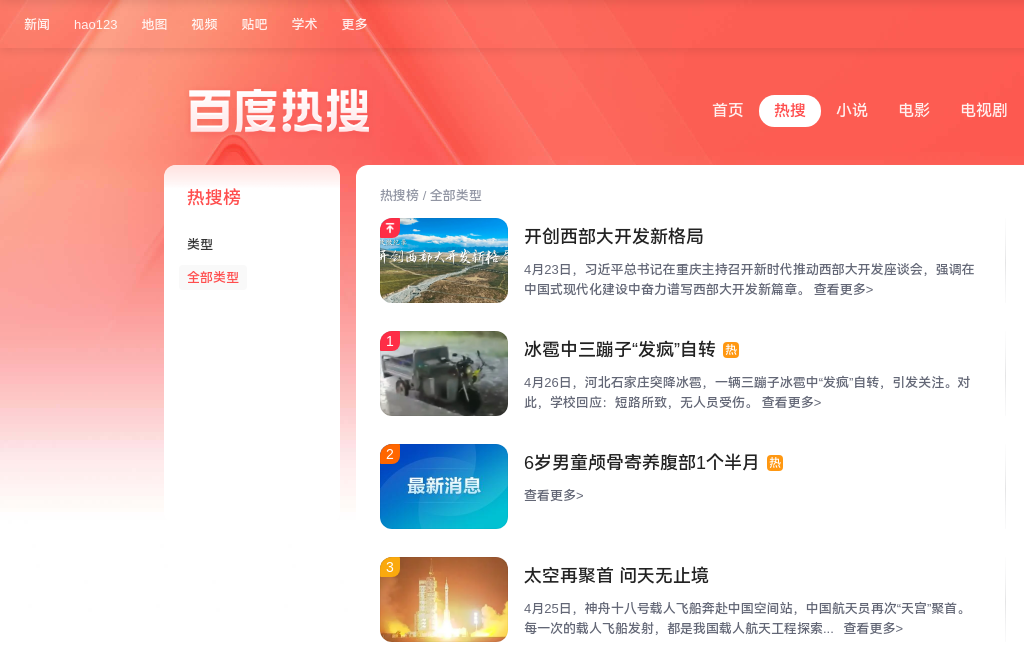 新闻 hao123 地图 视频 贴吧 学术 更多
百度热搜
首页 热搜 小说 电影 电视剧
热搜榜
类型
全部类型
热搜榜 / 全部类型
开创西部大开发新格局
开创西部大开发新格局
4月23日，习近平总书记在重庆主持召开新时代推动西部大开发座谈会，强调在
中国式现代化建设中奋力谱写西部大开发新篇章。 查看更多>
1
冰雹中三蹦子“发疯”自转 热
4月26日，河北石家庄突降冰雹，一辆三蹦子冰雹中“发疯”自转，引发关注。对
此，学校回应：短路所致，无人员受伤。 查看更多>
2
最新消息
6岁男童颅骨寄养腹部1个半月 热
查看更多>
3
太空再聚首 问天无止境
4月25日，神舟十八号载人飞船奔赴中国空间站，中国航天员再次“天宫”聚首。
每一次的载人飞船发射，都是我国载人航天工程探索... 查看更多>